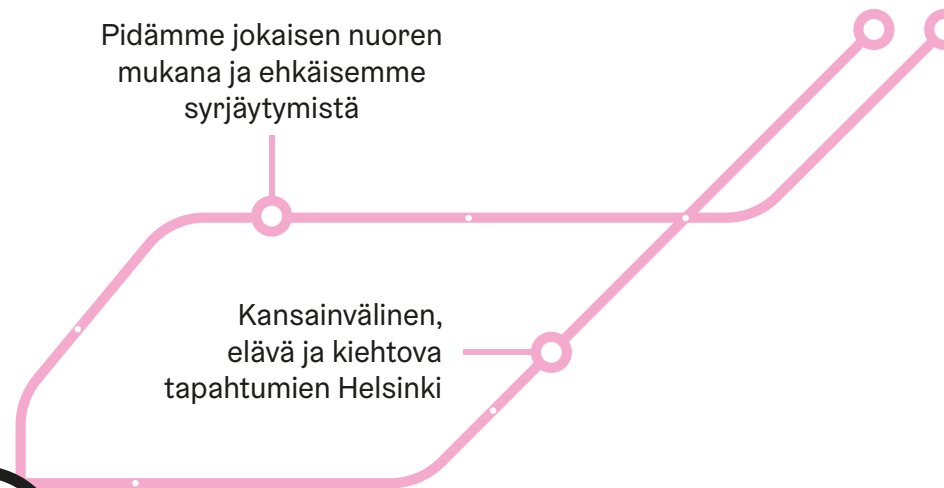 Pidämme jokaisen nuoren
mukana ja ehkäisemme
syrjäytymistä
Kansainvälinen,
elävä ja kiehtova
tapahtumien Helsinki